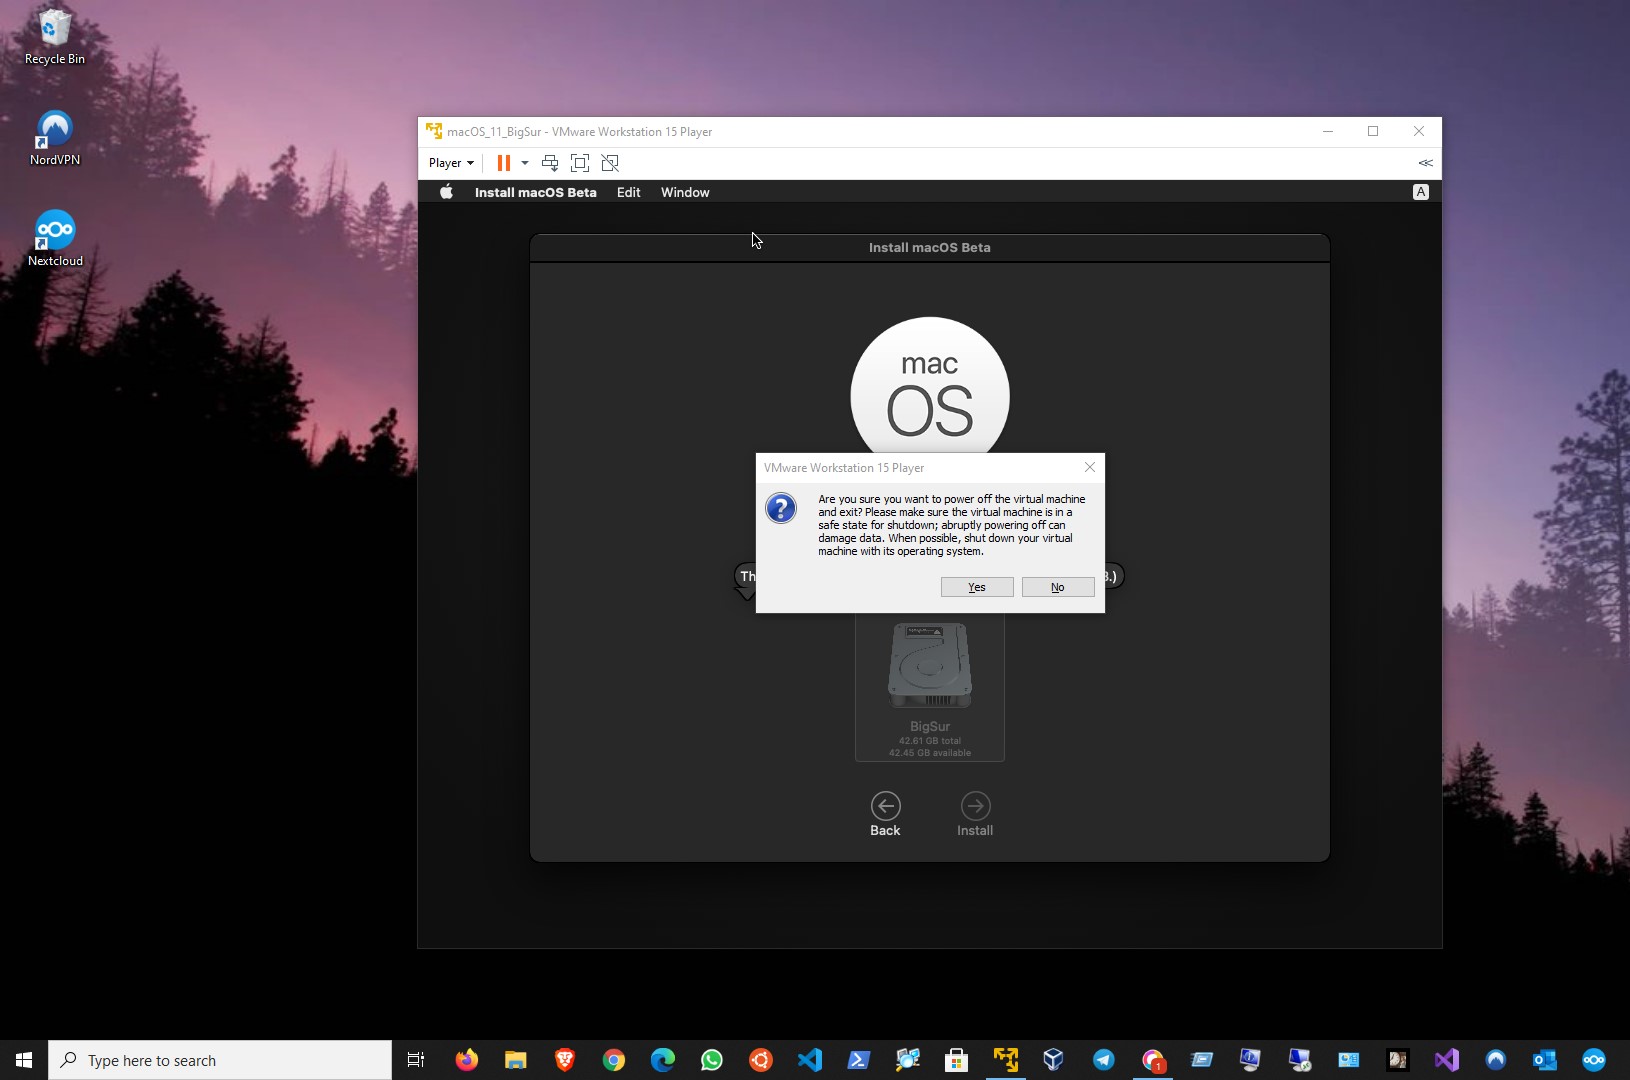 Recycle Bin
NordVPN
Nextcloud
macOS_11_BigSur - VMware Workstation 15 Player
Player
Install macOS Beta Edit Window
A
Install macOS Beta
mac
OS
VMware Workstation 15 Player
Are you sure you want to power off the virtual machine
and exit? Please make sure the virtual machine is in a
safe state for shutdown; abruptly powering off can
damage data. When possible, shut down your virtual
machine with its operating system.
Yes No
Th
.)
BigSur
42.61 GB total
42.45 GB available
Back Install
Type here to search
1